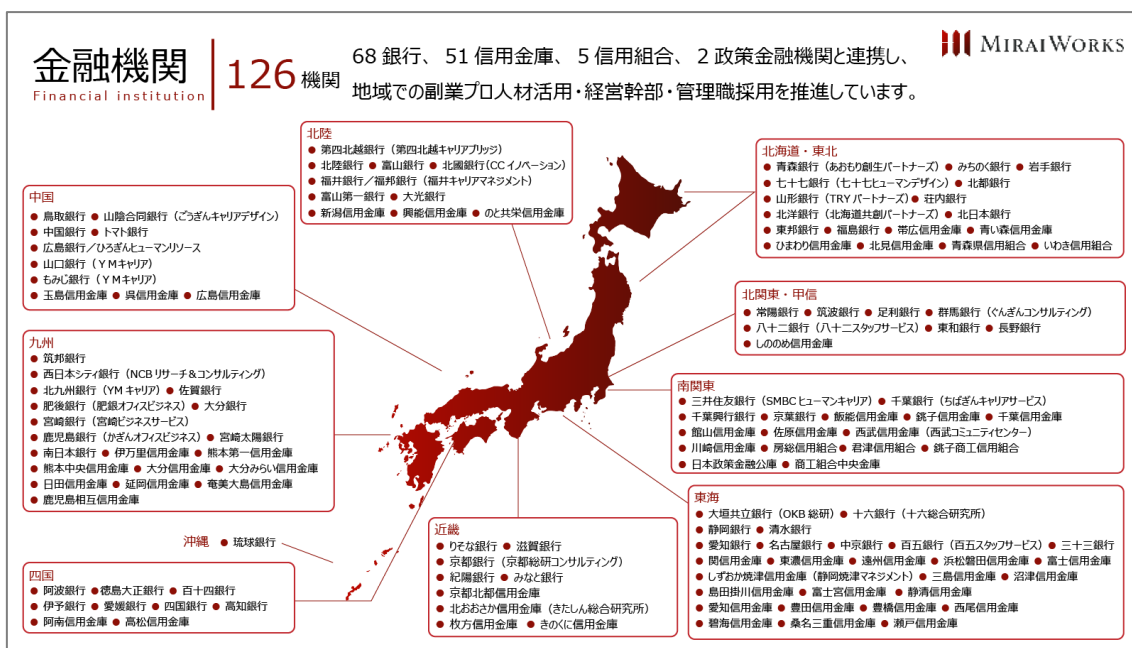 金融機関
Financial institution
126機関
68銀行、51信用金庫、5信用組合、2政策金融機関と連携し、
地域での副業プロ人材活用・経営幹部・管理職採用を推進しています。
MIRAIWORKS
北陸
● 第四北越銀行（第四北越キャリアブリッジ）
● 北陸銀行 ● 富山銀行 ● 北國銀行（CCイノベーション）
● 福井銀行／福邦銀行（福井キャリアマネジメント）
● 富山第一銀行 ● 大光銀行
● 新潟信用金庫 ● 興能信用金庫 ● のと共栄信用金庫
北海道・東北
● 青森銀行（あおもり創生パートナーズ） ● みちのく銀行 ● 岩手銀行
● 七十七銀行（七十七ヒューマンデザイン） ● 北都銀行
● 山形銀行（TRYパートナーズ） ● 荘内銀行
● 北洋銀行（北海道共創パートナーズ） ● 北日本銀行
● 東邦銀行 ● 福島銀行 ● 帯広信用金庫 ● 青い森信用金庫
● ひまわり信用金庫 ● 北見信用金庫 ● 青森県信用組合 ● いわき信用組合
中国
● 鳥取銀行 ● 山陰合同銀行（ごうぎんキャリアデザイン）
● 中国銀行 ● トマト銀行
● 広島銀行／ひろぎんヒューマンリソース
● 山口銀行（ＹＭキャリア）
● もみじ銀行（ＹＭキャリア）
● 玉島信用金庫 ● 呉信用金庫 ● 広島信用金庫
北関東・甲信
● 常陽銀行 ● 筑波銀行 ● 足利銀行 ● 群馬銀行（ぐんぎんコンサルティング）
● 八十二銀行（八十二スタッフサービス） ● 東和銀行 ● 長野銀行
● しののめ信用金庫
九州
● 筑邦銀行
● 西日本シティ銀行（NCBリサーチ＆コンサルティング）
● 北九州銀行（YMキャリア） ● 佐賀銀行
● 肥後銀行（肥銀オフィスビジネス） ● 大分銀行
● 宮崎銀行（宮崎ビジネスサービス）
● 鹿児島銀行（かぎんオフィスビジネス） ● 宮崎太陽銀行
● 南日本銀行 ● 伊万里信用金庫 ● 熊本第一信用金庫
● 熊本中央信用金庫 ● 大分信用金庫 ● 大分みらい信用金庫
● 日田信用金庫 ● 延岡信用金庫 ● 奄美大島信用金庫
● 鹿児島相互信用金庫
南関東
● 三井住友銀行（SMBCヒューマンキャリア） ● 千葉銀行（ちばぎんキャリアサービス）
● 千葉興行銀行 ● 京葉銀行 ● 飯能信用金庫 ● 銚子信用金庫 ● 千葉信用金庫
● 館山信用金庫 ● 佐原信用金庫 ● 西武信用金庫（西武コミュニティセンター）
● 川崎信用金庫 ● 房総信用組合 ● 君津信用組合 ● 銚子商工信用組合
● 日本政策金融公庫 ● 商工組合中央金庫
東海
● 大垣共立銀行（OKB総研） ● 十六銀行（十六総合研究所）
● 静岡銀行 ● 清水銀行
● 愛知銀行 ● 名古屋銀行 ● 中京銀行 ● 百五銀行（百五スタッフサービス） ● 三十三銀行
● 関信用金庫 ● 東濃信用金庫 ● 遠州信用金庫 ● 浜松磐田信用金庫 ● 富士信用金庫
● しずおか焼津信用金庫（静岡焼津マネジメント） ● 三島信用金庫 ● 沼津信用金庫
● 島田掛川信用金庫 ● 富士宮信用金庫 ● 静清信用金庫
● 愛知信用金庫 ● 豊田信用金庫 ● 豊橋信用金庫 ● 西尾信用金庫
● 碧海信用金庫 ● 桑名三重信用金庫 ● 瀬戸信用金庫
近畿
● りそな銀行 ● 滋賀銀行
● 京都銀行（京都総研コンサルティング）
● 紀陽銀行 ● みなと銀行
● 京都北都信用金庫
● 北おおさか信用金庫（きたしん総合研究所）
● 枚方信用金庫 ● きのくに信用金庫
沖縄 ● 琉球銀行
四国
● 阿波銀行 ●徳島大正銀行 ● 百十四銀行
● 伊予銀行 ● 愛媛銀行 ● 四国銀行 ● 高知銀行
● 阿南信用金庫 ● 高松信用金庫